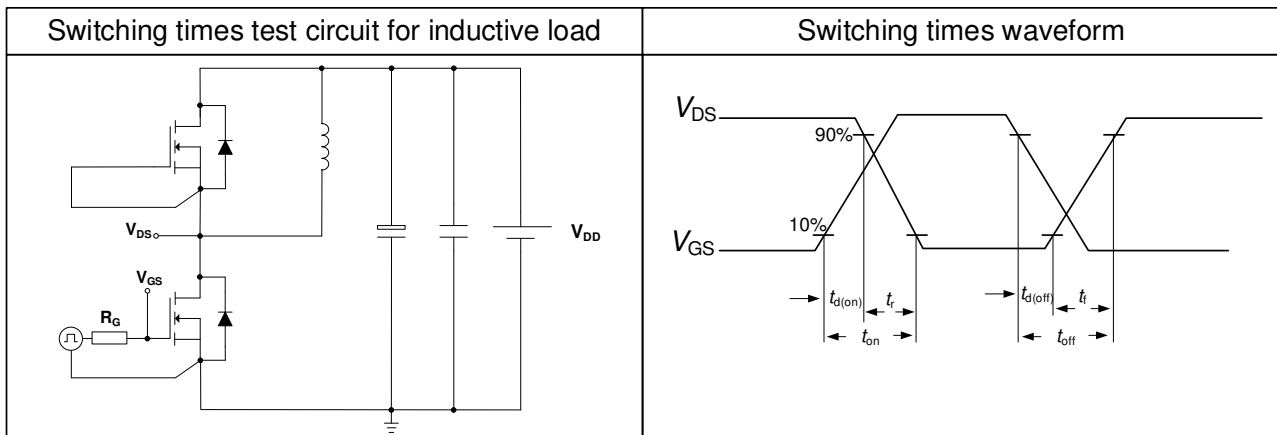 Switching times test circuit for inductive load
Switching times waveform
VDS
VDD
VGS
RG
VDS
90%
10%
VGS
td(on)
tr
td(off)
tf
ton
toff